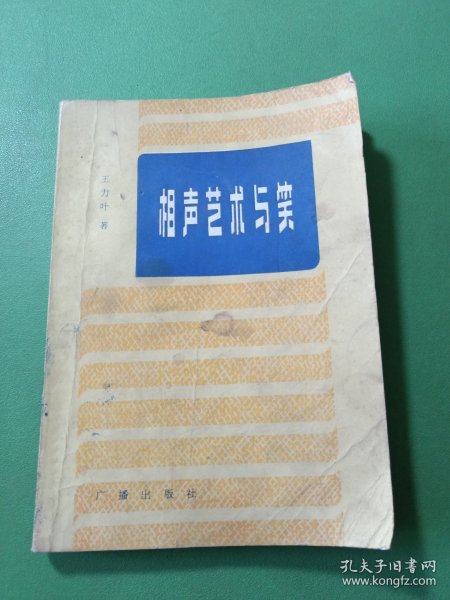 王力叶 著
相声艺术与笑
广播出版社
孔夫子旧书网
www.kongfz.com